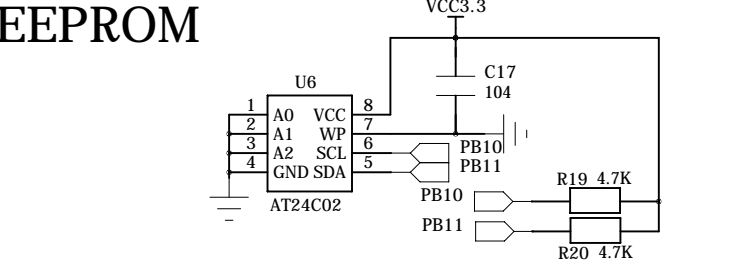 EEPROM
VCC3.3
C17
104
U6
1 A0 VCC 8
2 A1 WP 7
3 A2 SCL 6
4 GND SDA 5
AT24C02
PB10
PB11
PB10
R19 4.7K
PB11
R20 4.7K